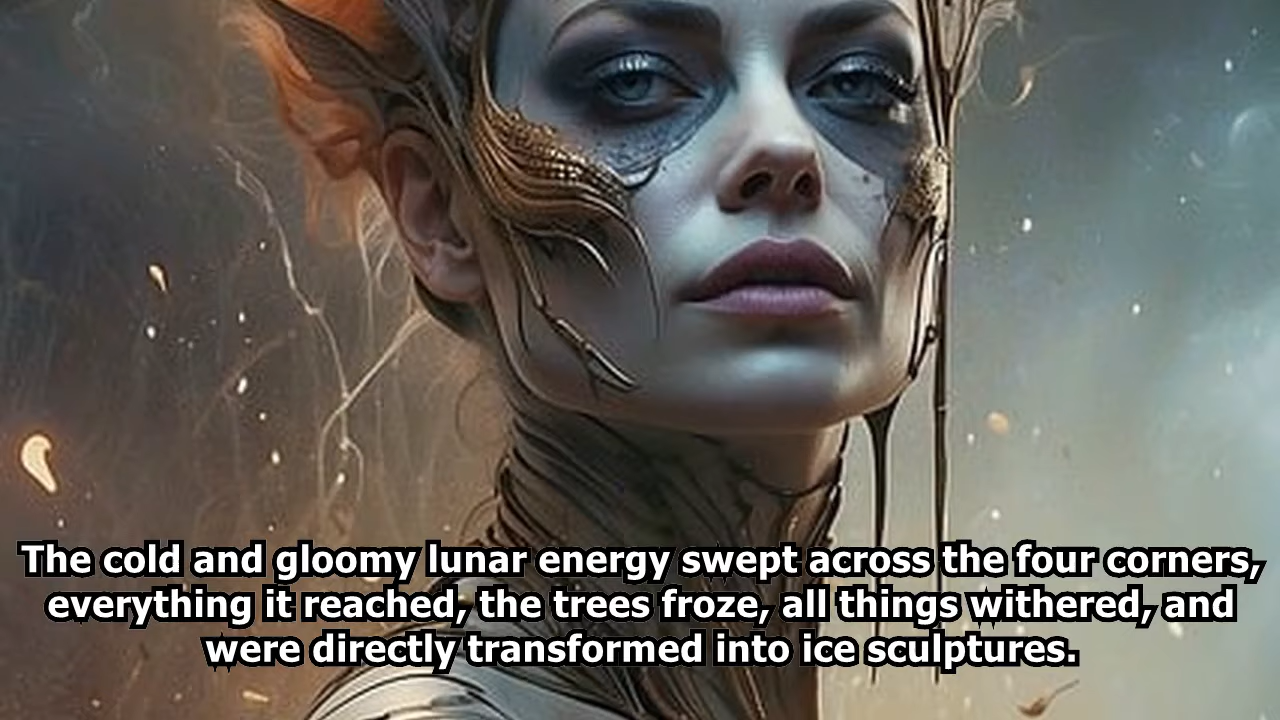 The cold and gloomy lunar energy swept across the four corners,
everything it reached, the trees froze, all things withered, and
were directly transformed into ice sculptures.